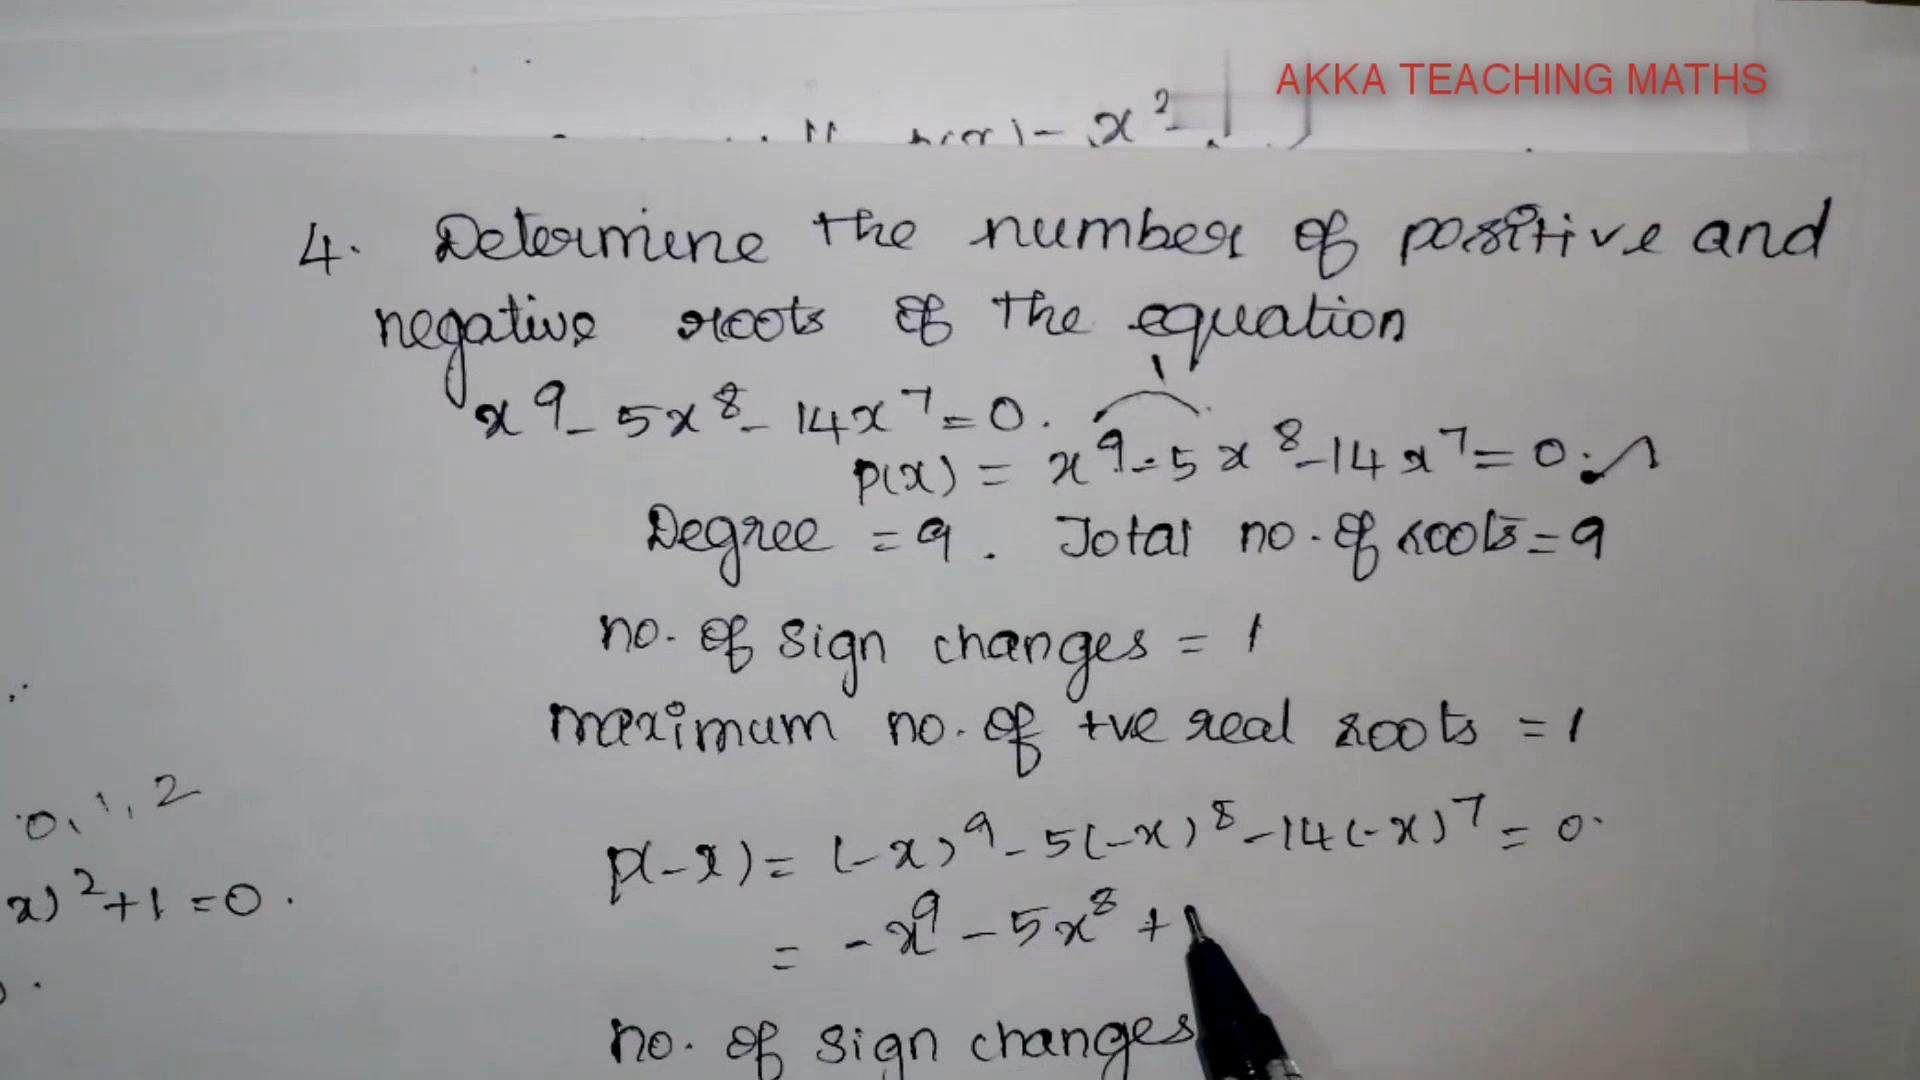 AKKA TEACHING MATHS
x²
4. Determine the number of positive and
negative roots of the equation
x⁹ - 5x⁸ - 14x⁷ = 0.
1
p(x) = x⁹ - 5x⁸ - 14x⁷ = 0.
Degree = 9. Total no. of roots = 9
no. of sign changes = 1
maximum no. of +ve real roots = 1
0, 1, 2
p(-x) = (-x)⁹ - 5(-x)⁸ - 14(-x)⁷ = 0.
x)² + 1 = 0.
= -x⁹ - 5x⁸ +
no. of sign changes